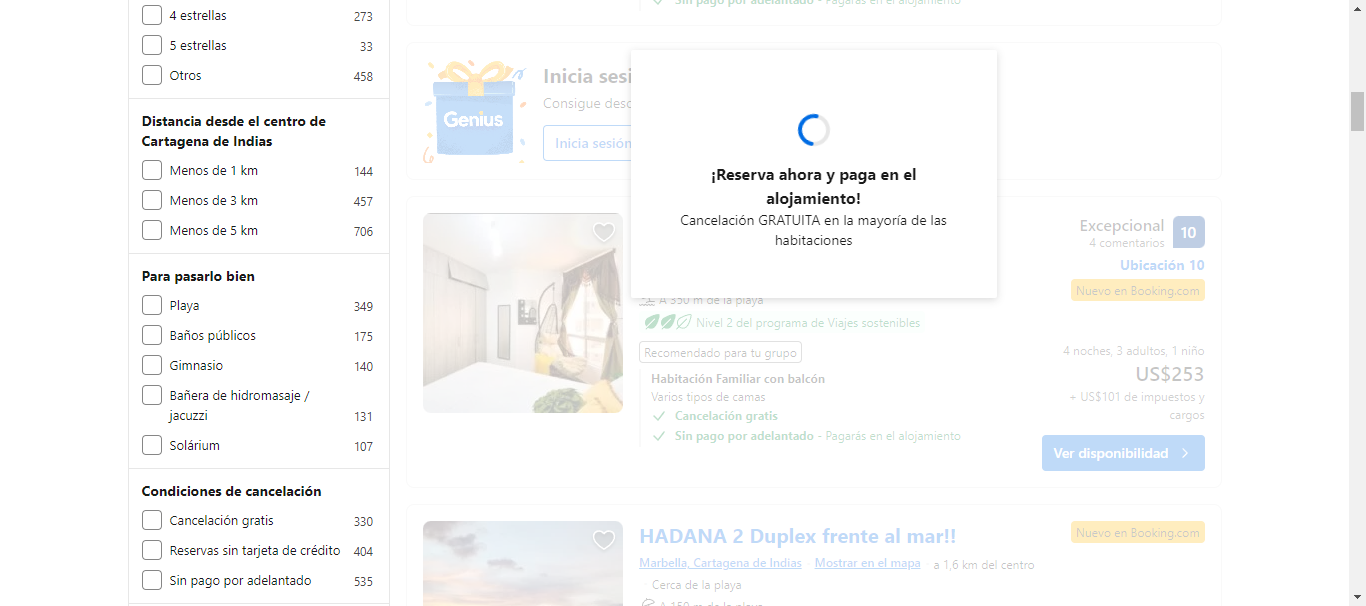 4 estrellas 273
5 estrellas 33
Otros 458
Distancia desde el centro de
Cartagena de Indias
Menos de 1 km 144
Menos de 3 km 457
Menos de 5 km 706
Para pasarlo bien
Playa 349
Baños públicos 175
Gimnasio 140
Bañera de hidromasaje /
jacuzzi 131
Solárium 107
Condiciones de cancelación
Cancelación gratis 330
Reservas sin tarjeta de crédito 404
Sin pago por adelantado 535
Sin pago por adelantado - Pagarás en el alojamiento
Genius
Inicia sesi
Consigue desc
Inicia sesión
¡Reserva ahora y paga en el
alojamiento!
Cancelación GRATUITA en la mayoría de las
habitaciones
Excepcional 10
4 comentarios
Ubicación 10
Nuevo en Booking.com
A 350 m de la playa
Nivel 2 del programa de Viajes sostenibles
Recomendado para tu grupo
Habitación Familiar con balcón
Varios tipos de camas
Cancelación gratis
Sin pago por adelantado - Pagarás en el alojamiento
4 noches, 3 adultos, 1 niño
US$253
+ US$101 de impuestos y
cargos
Ver disponibilidad
HADANA 2 Duplex frente al mar!!
Nuevo en Booking.com
Marbella, Cartagena de Indias Mostrar en el mapa a 1,6 km del centro
Cerca de la playa
A 150 m de la playa